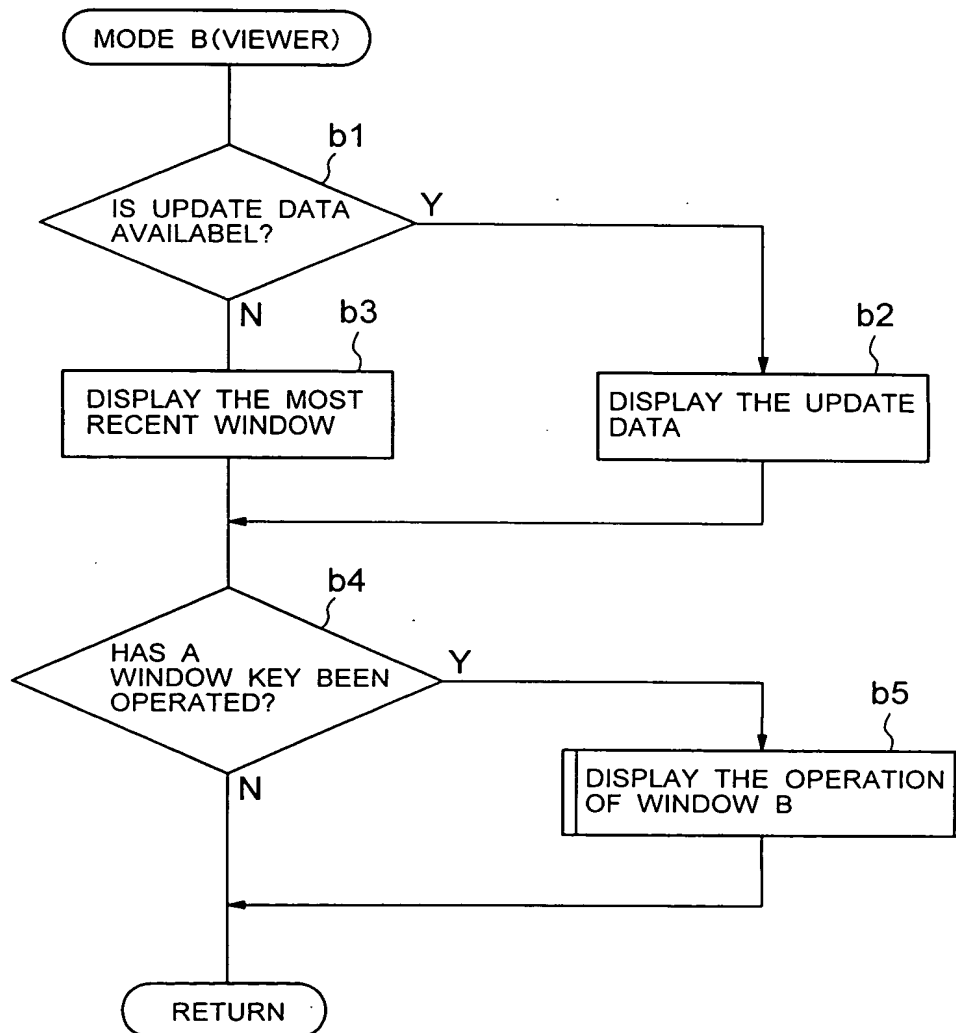 MODE B(VIEWER)
b1
IS UPDATE DATA
AVAILABEL?
Y
N
b3
b2
DISPLAY THE MOST
RECENT WINDOW
DISPLAY THE UPDATE
DATA
b4
HAS A
WINDOW KEY BEEN
OPERATED?
Y
N
b5
DISPLAY THE OPERATION
OF WINDOW B
RETURN